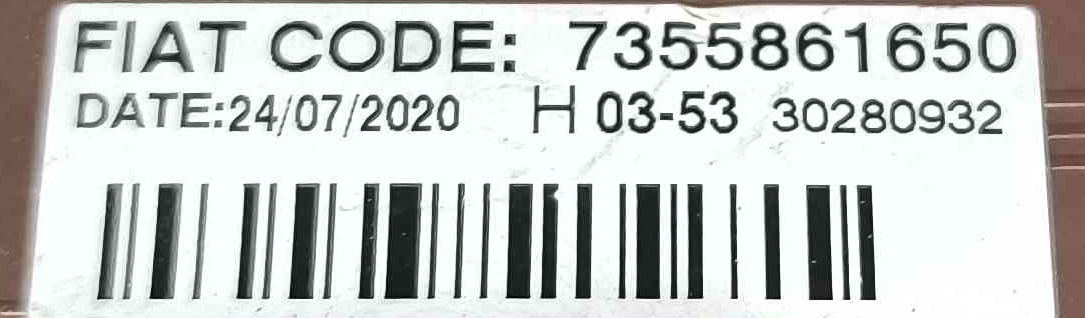 FIAT CODE: 7355861650
DATE:24/07/2020 H 03-53 30280932